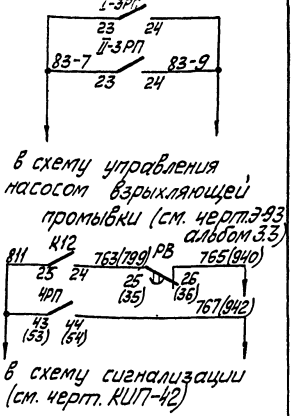 I-3РП
23 24
II-3РП
83-7 83-9
23 24
в схему управления
насосом взрыхляющей
промывки (см. черт.Э-93
альбом 3.3)
811 К12 763(799) РВ 765(940)
23 24 25 26
(35) (36)
4РП 767(942)
43 44
(53) (54)
в схему сигнализации
(см. черт. КИП-42)